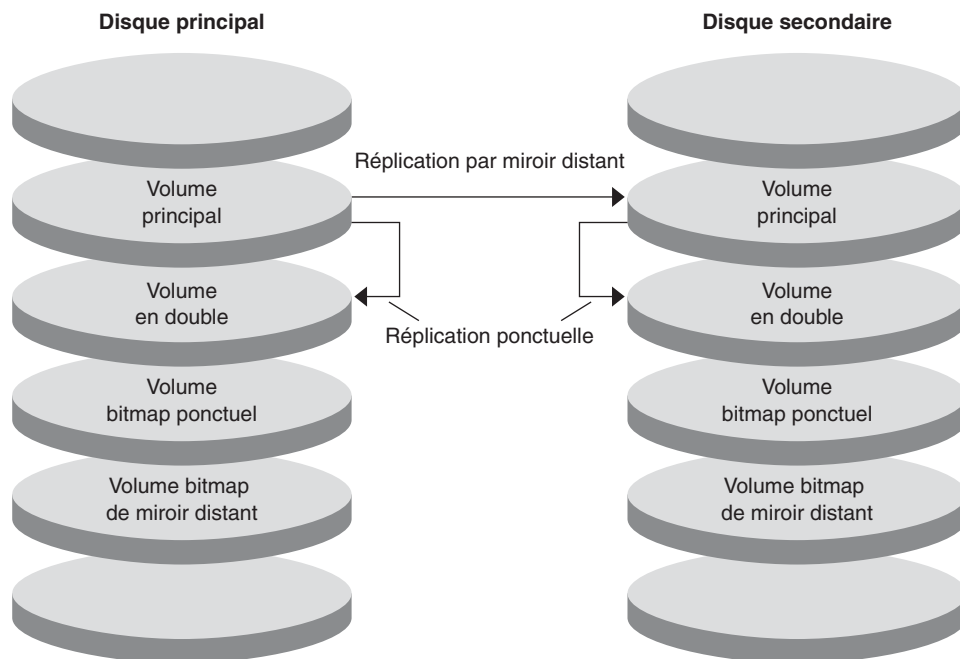 Disque principal
Disque secondaire
Réplication par miroir distant
Volume
principal
Volume
principal
Volume
en double
Volume
en double
Réplication ponctuelle
Volume
bitmap ponctuel
Volume
bitmap ponctuel
Volume bitmap
de miroir distant
Volume bitmap
de miroir distant